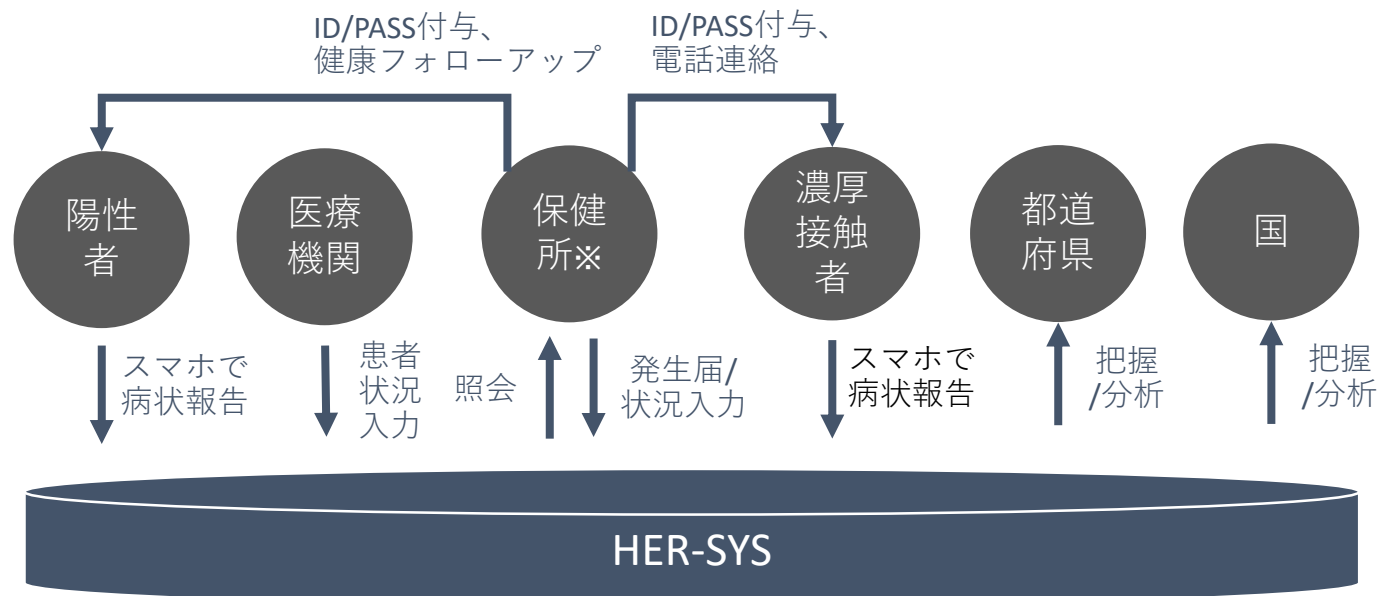 ID/PASS付与、
健康フォローアップ
ID/PASS付与、
電話連絡
陽性
者
医療
機関
保健
所※
濃厚
接触
者
都道
府県
国
スマホで
病状報告
患者
状況
入力
照会
発生届/
状況入力
スマホで
病状報告
把握
/分析
把握
/分析
HER-SYS